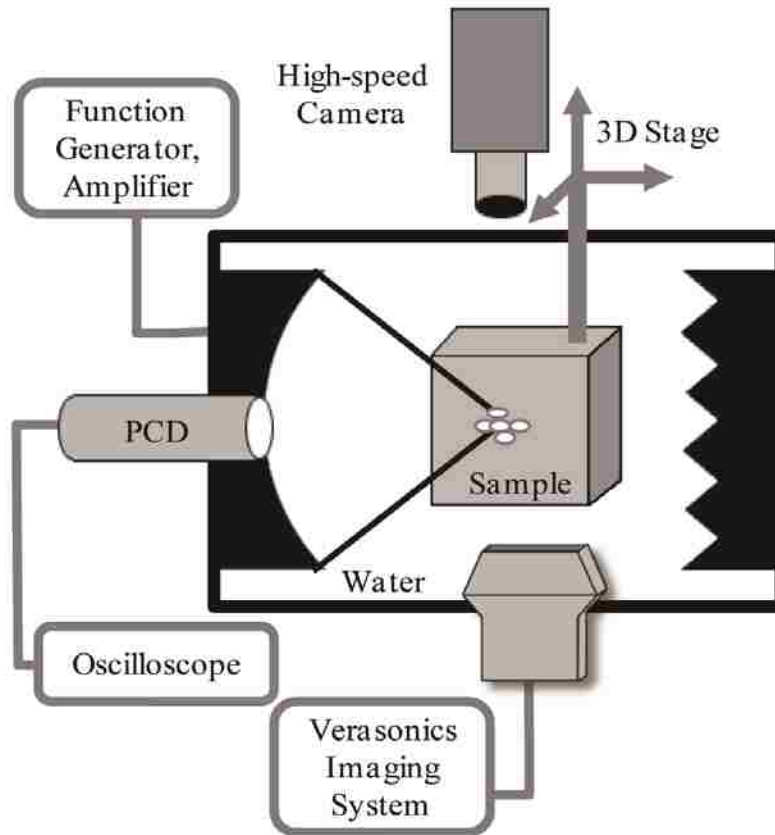 High-speed
Camera
Function
Generator,
Amplifier
3D Stage
PCD
Sample
Water
Oscilloscope
Verasonics
Imaging
System